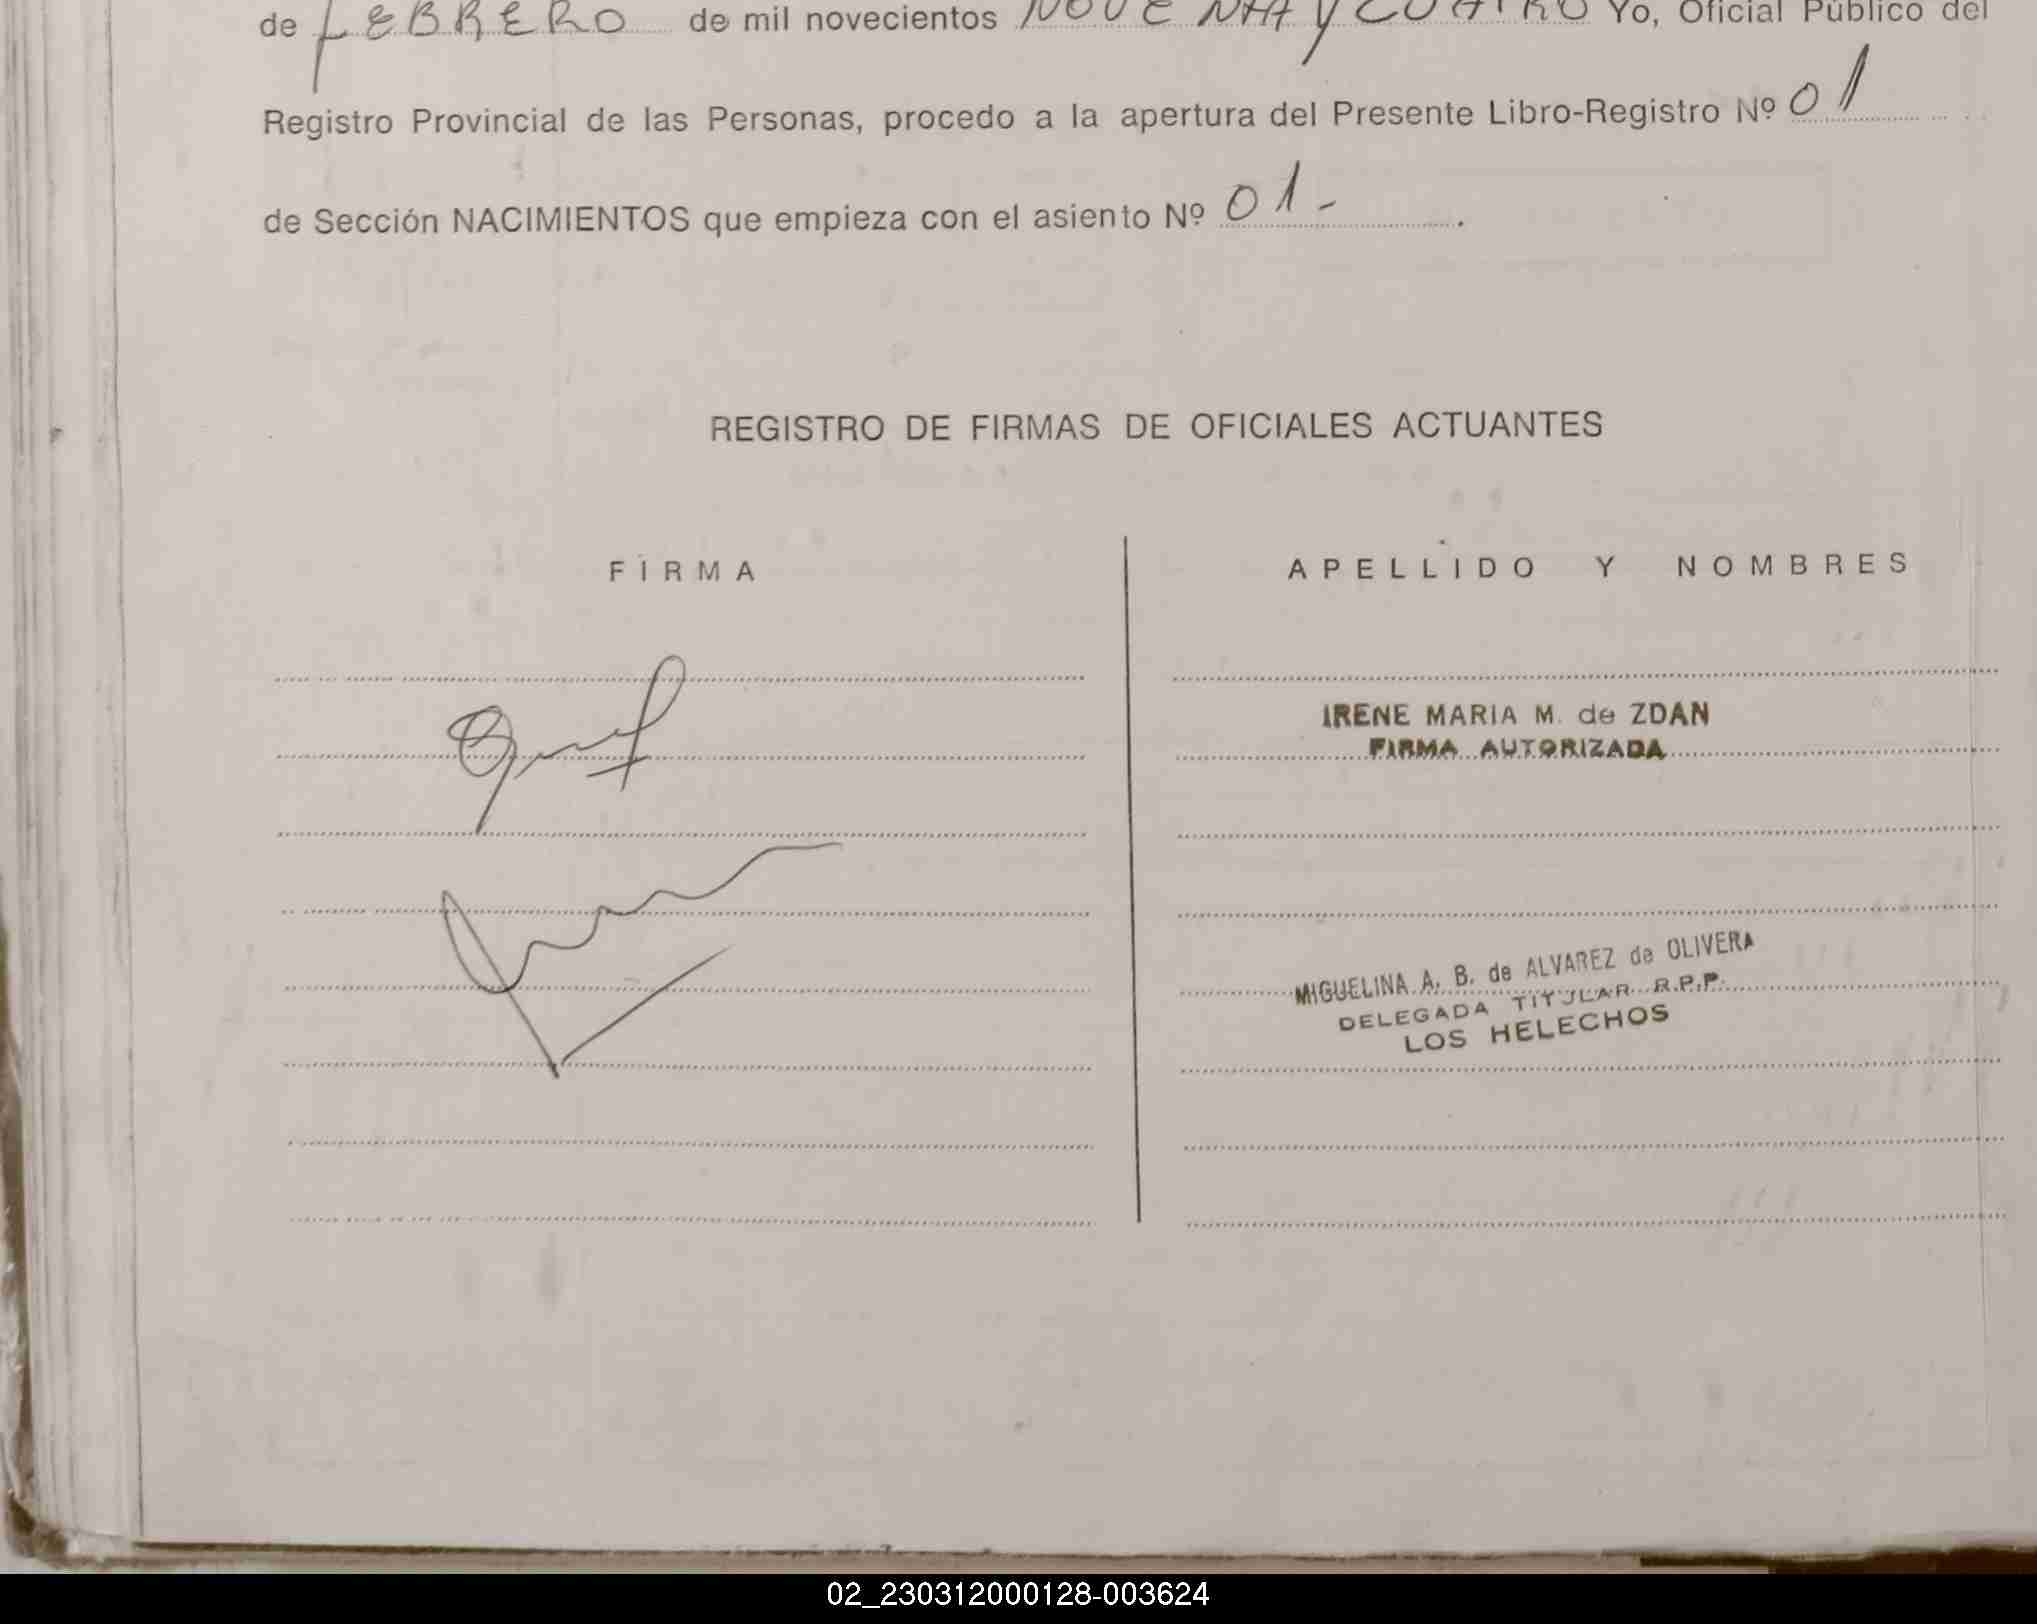 de FEBRERO de mil novecientos NOVENTA y CUATRO Yo, Oficial Público del
Registro Provincial de las Personas, procedo a la apertura del Presente Libro-Registro Nº 01
de Sección NACIMIENTOS que empieza con el asiento Nº 01-.
REGISTRO DE FIRMAS DE OFICIALES ACTUANTES
FIRMA
APELLIDO Y NOMBRES
IRENE MARIA M. de ZDAN
FIRMA AUTORIZADA
MIGUELINA A. B. de ALVAREZ de OLIVERA
DELEGADA TITULAR R.P.P.
LOS HELECHOS
02_230312000128-003624